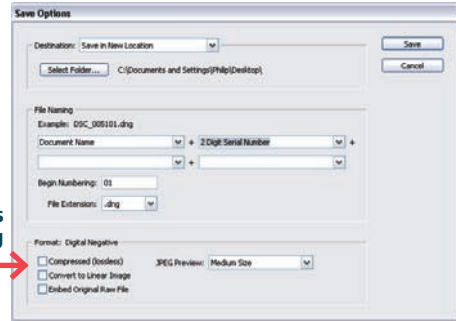 Save Options
Destination: Save in New Location
Save
Select Folder... C:\Documents and Settings\Philip\Desktop\
Cancel
File Naming
Example: DSC_005101.dng
Document Name + 2 Digit Serial Number +
+
Begin Numbering: 01
File Extension: .dng
s
g
Format: Digital Negative
Compressed (lossless) JPEG Preview: Medium Size
Convert to Linear Image
Embed Original Raw File